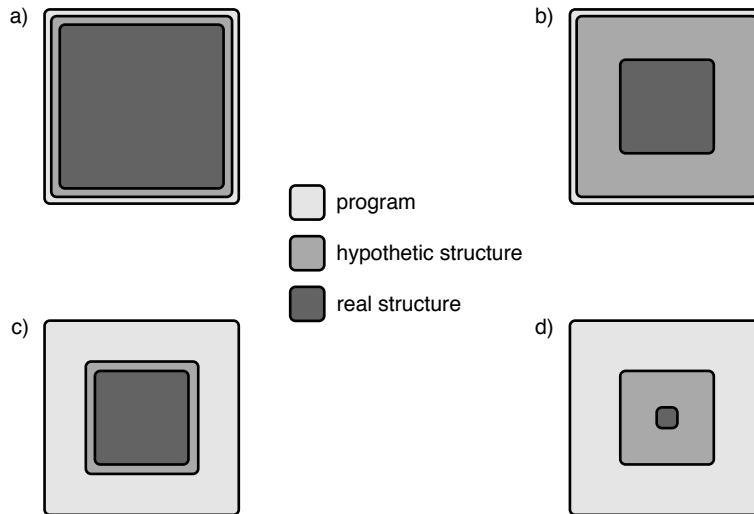 a)
b)
program
hypothetic structure
real structure
c)
d)